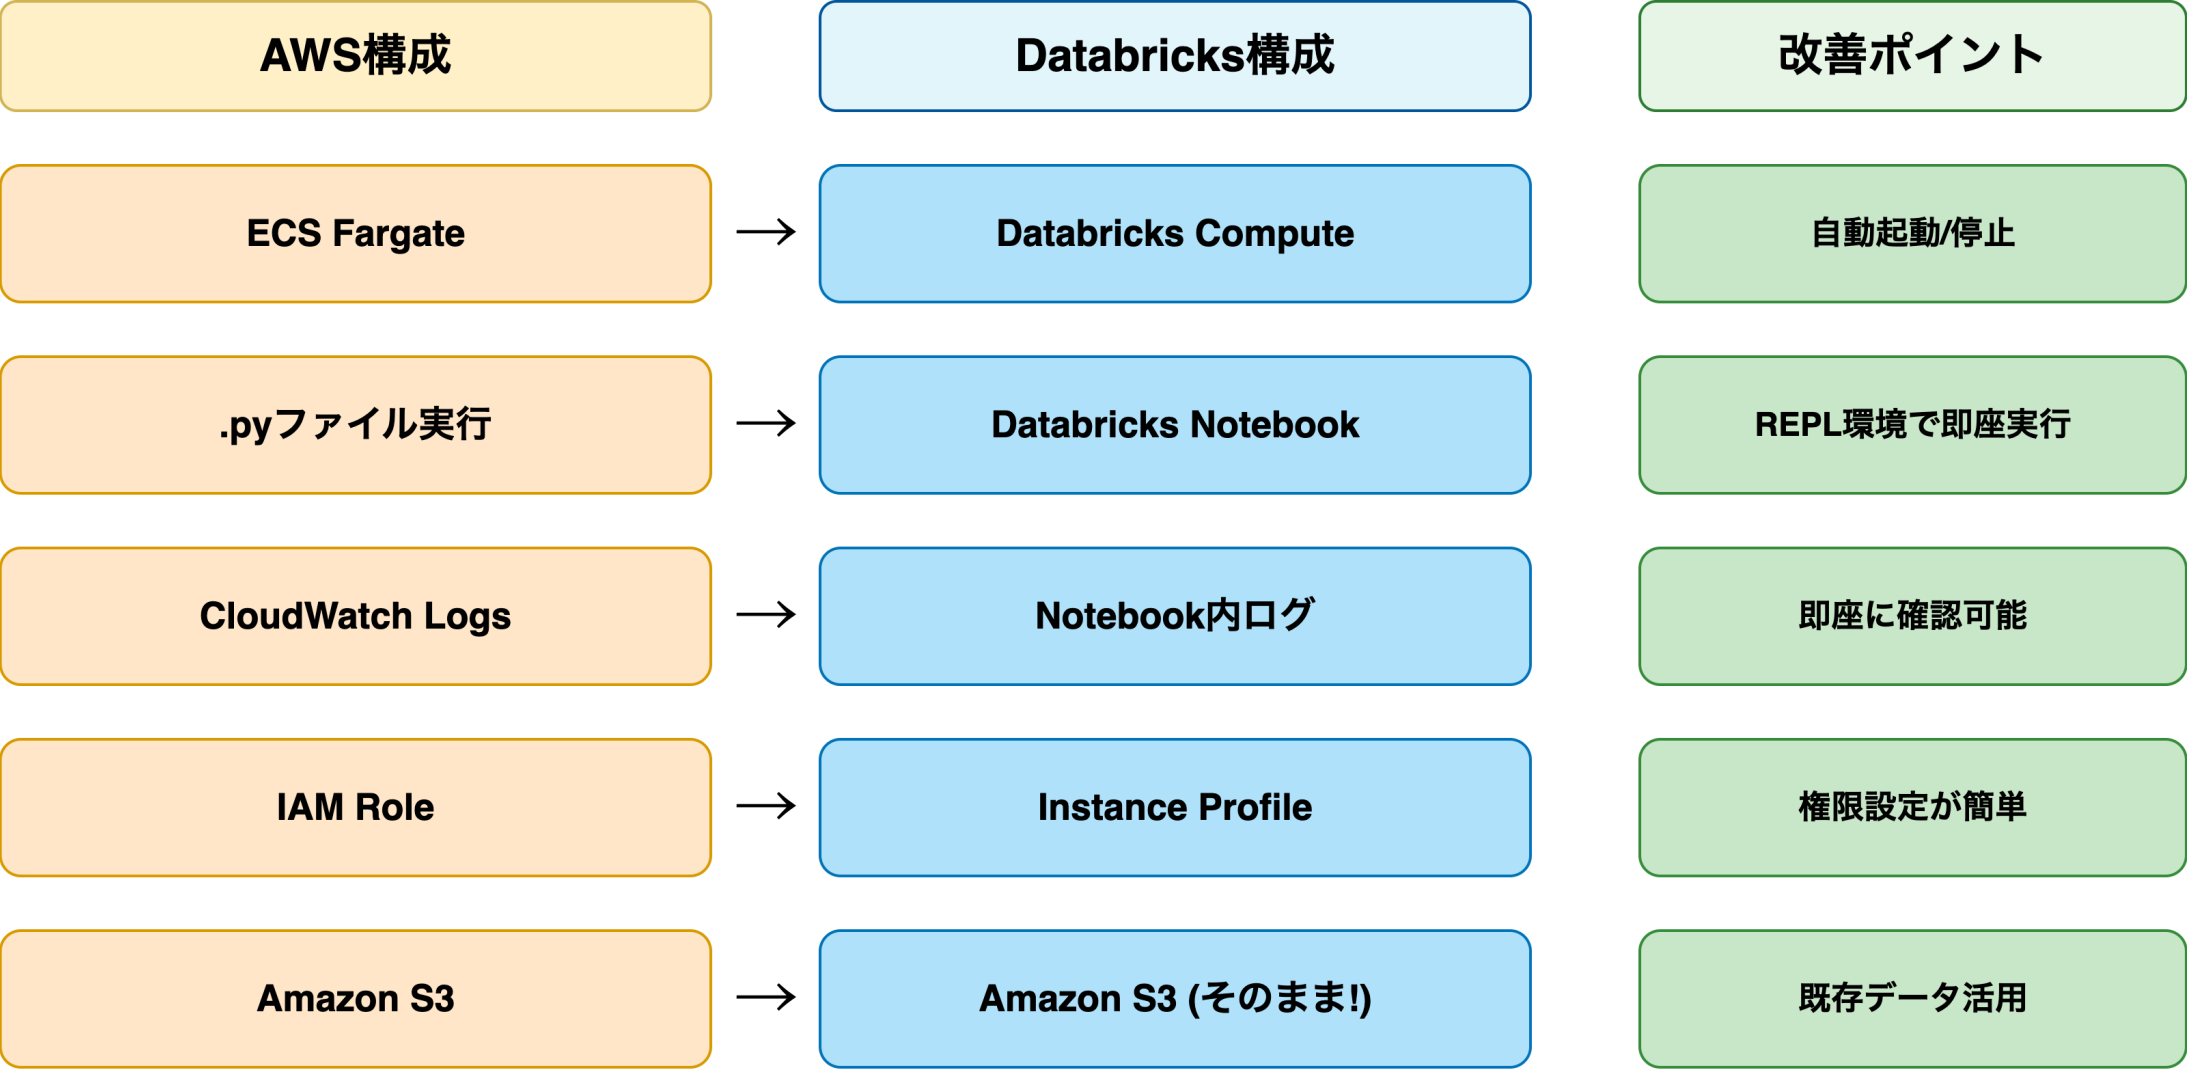 AWS構成
Databricks構成
改善ポイント
ECS Fargate
Databricks Compute
自動起動/停止
.pyファイル実行
Databricks Notebook
REPL環境で即座実行
CloudWatch Logs
Notebook内ログ
即座に確認可能
IAM Role
Instance Profile
権限設定が簡単
Amazon S3
Amazon S3 (そのまま!)
既存データ活用